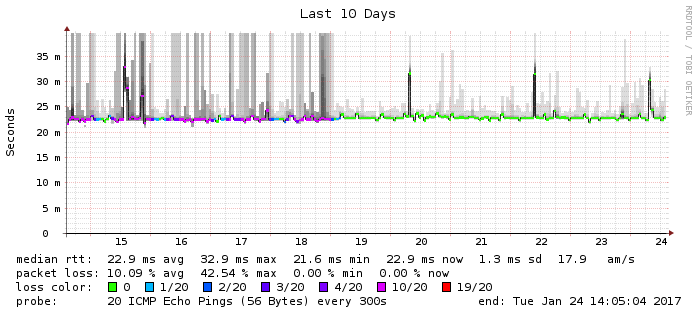 Last 10 Days
RRDTOOL / TOBI OETIKER
Seconds
35 m
30 m
25 m
20 m
15 m
10 m
5 m
0
15 16 17 18 19 20 21 22 23 24
median rtt: 22.9 ms avg 32.9 ms max 21.6 ms min 22.9 ms now 1.3 ms sd 17.9 am/s
packet loss: 10.09 % avg 42.54 % max 0.00 % min 0.00 % now
loss color: 0 1/20 2/20 3/20 4/20 10/20 19/20
probe: 20 ICMP Echo Pings (56 Bytes) every 300s end: Tue Jan 24 14:05:04 2017